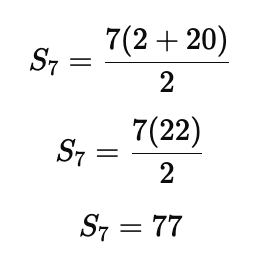 S₇ = 7(2 + 20) / 2
S₇ = 7(22) / 2
S₇ = 77